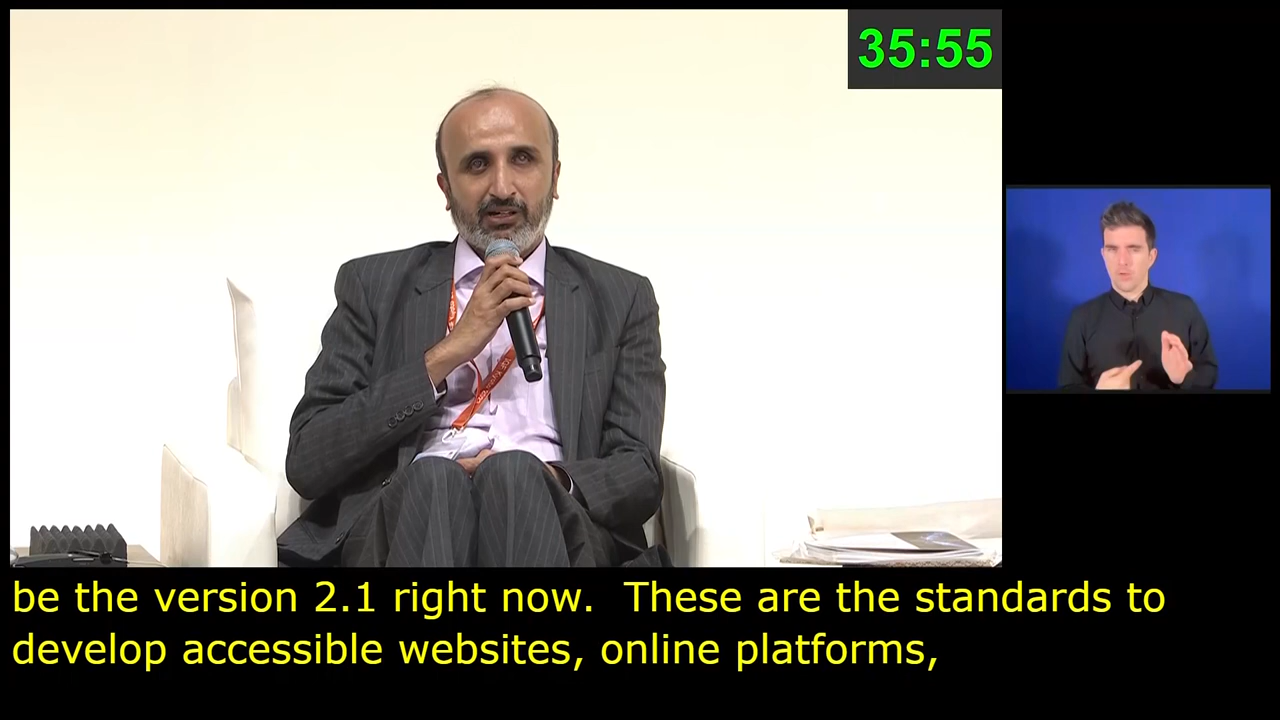 35:55
be the version 2.1 right now.  These are the standards to
develop accessible websites, online platforms,